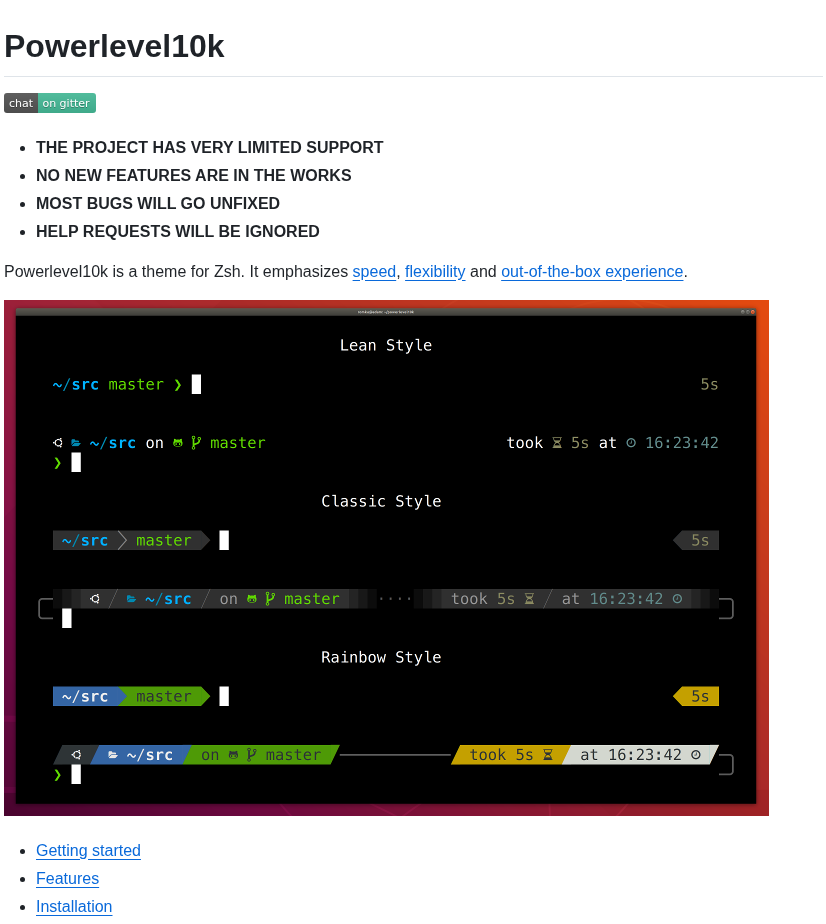 Powerlevel10k
chat on gitter
THE PROJECT HAS VERY LIMITED SUPPORT
NO NEW FEATURES ARE IN THE WORKS
MOST BUGS WILL GO UNFIXED
HELP REQUESTS WILL BE IGNORED
Powerlevel10k is a theme for Zsh. It emphasizes speed, flexibility and out-of-the-box experience.
Lean Style
~/src master ❯ 5s
~/src on master took 5s at 16:23:42
❯
Classic Style
~/src master 5s
~/src on master ···· took 5s at 16:23:42
Rainbow Style
~/src master 5s
~/src on master took 5s at 16:23:42
❯
Getting started
Features
Installation